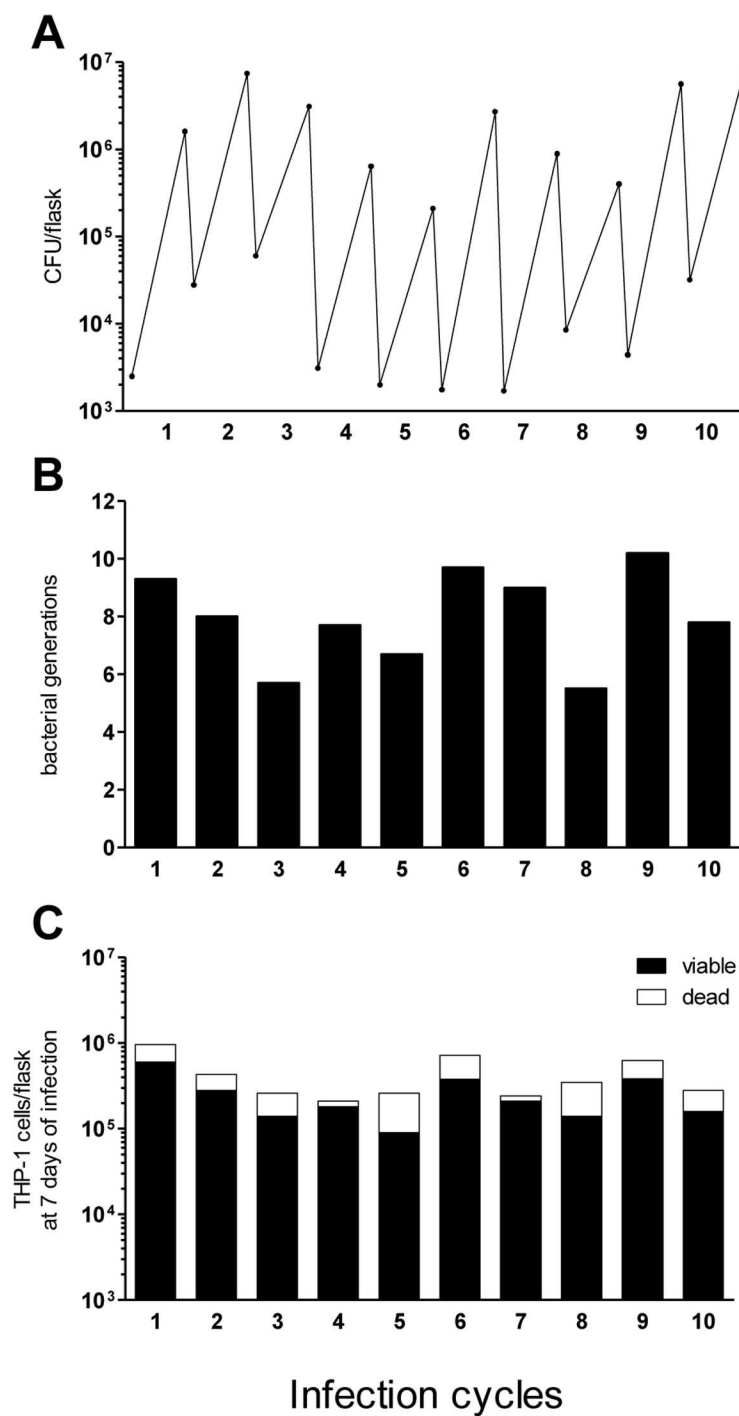 A
10⁷
10⁶
10⁵
10⁴
10³
CFU/flask
1 2 3 4 5 6 7 8 9 10
B
12
10
8
6
4
2
0
bacterial generations
1 2 3 4 5 6 7 8 9 10
C
10⁷
10⁶
10⁵
10⁴
10³
THP-1 cells/flask
at 7 days of infection
viable
dead
1 2 3 4 5 6 7 8 9 10
Infection cycles